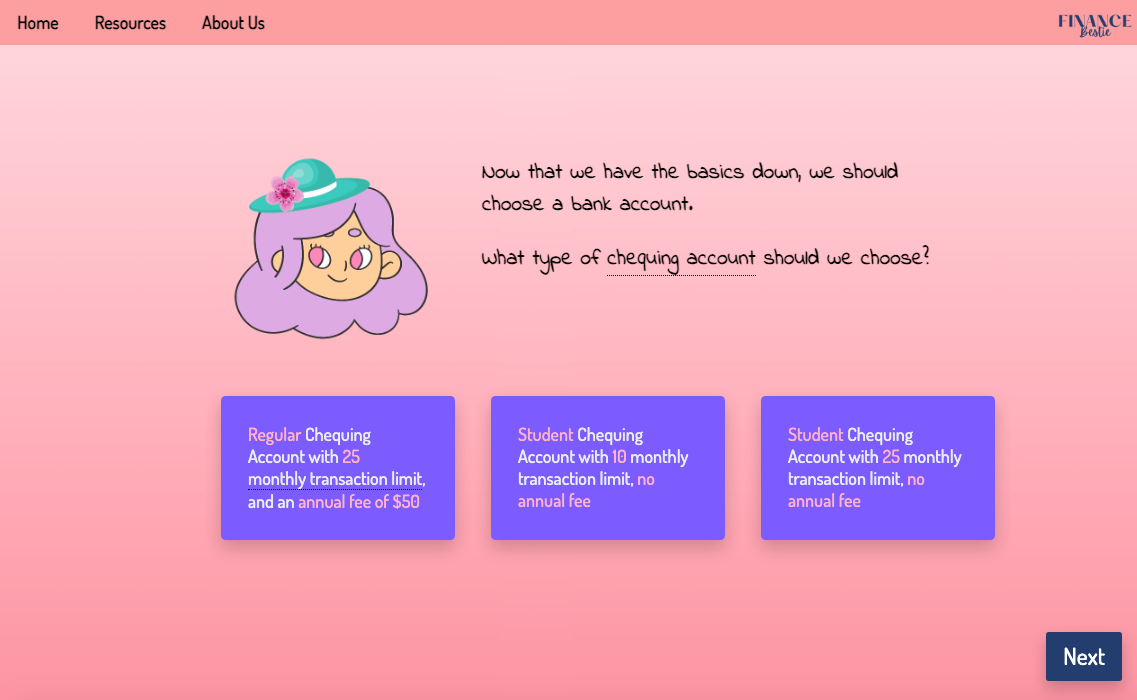 Home Resources About Us
FINANCE
Bestie
Now that we have the basics down, we should
choose a bank account.
What type of chequing account should we choose?
Regular Chequing
Account with 25
monthly transaction limit,
and an annual fee of $50
Student Chequing
Account with 10 monthly
transaction limit, no
annual fee
Student Chequing
Account with 25 monthly
transaction limit, no
annual fee
Next